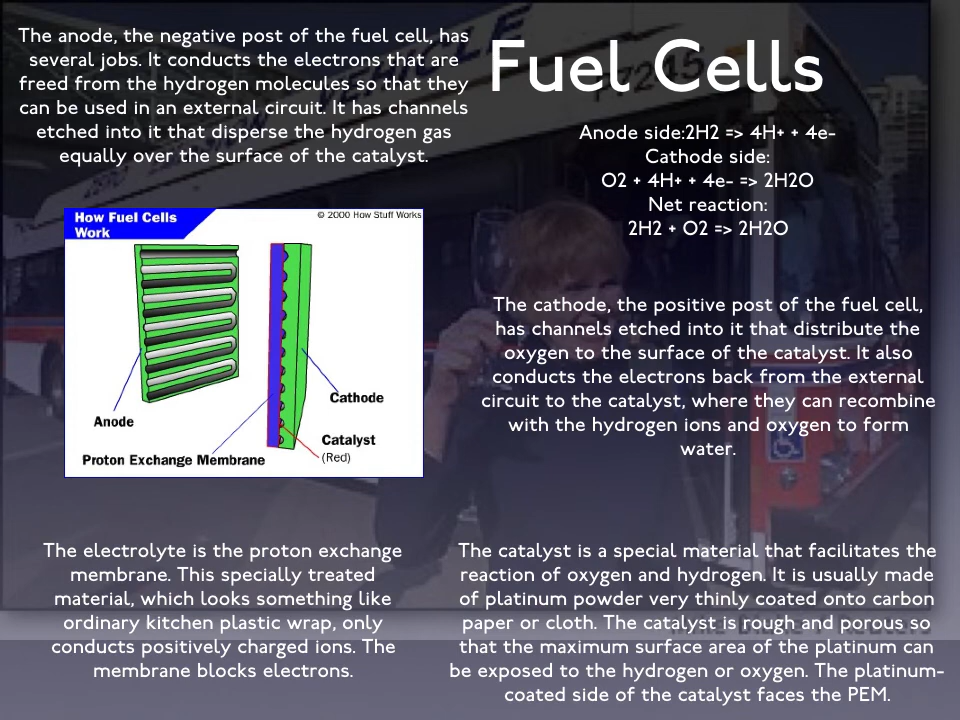 The anode, the negative post of the fuel cell, has
several jobs. It conducts the electrons that are
freed from the hydrogen molecules so that they
can be used in an external circuit. It has channels
etched into it that disperse the hydrogen gas
equally over the surface of the catalyst.
Fuel Cells
Anode side:2H2 => 4H+ + 4e-
Cathode side:
O2 + 4H+ + 4e- => 2H2O
Net reaction:
2H2 + O2 => 2H2O
How Fuel Cells
Work
© 2000 How Stuff Works
Anode
Cathode
Catalyst
(Red)
Proton Exchange Membrane
The cathode, the positive post of the fuel cell,
has channels etched into it that distribute the
oxygen to the surface of the catalyst. It also
conducts the electrons back from the external
circuit to the catalyst, where they can recombine
with the hydrogen ions and oxygen to form
water.
The electrolyte is the proton exchange
membrane. This specially treated
material, which looks something like
ordinary kitchen plastic wrap, only
conducts positively charged ions. The
membrane blocks electrons.
The catalyst is a special material that facilitates the
reaction of oxygen and hydrogen. It is usually made
of platinum powder very thinly coated onto carbon
paper or cloth. The catalyst is rough and porous so
that the maximum surface area of the platinum can
be exposed to the hydrogen or oxygen. The platinum-
coated side of the catalyst faces the PEM.